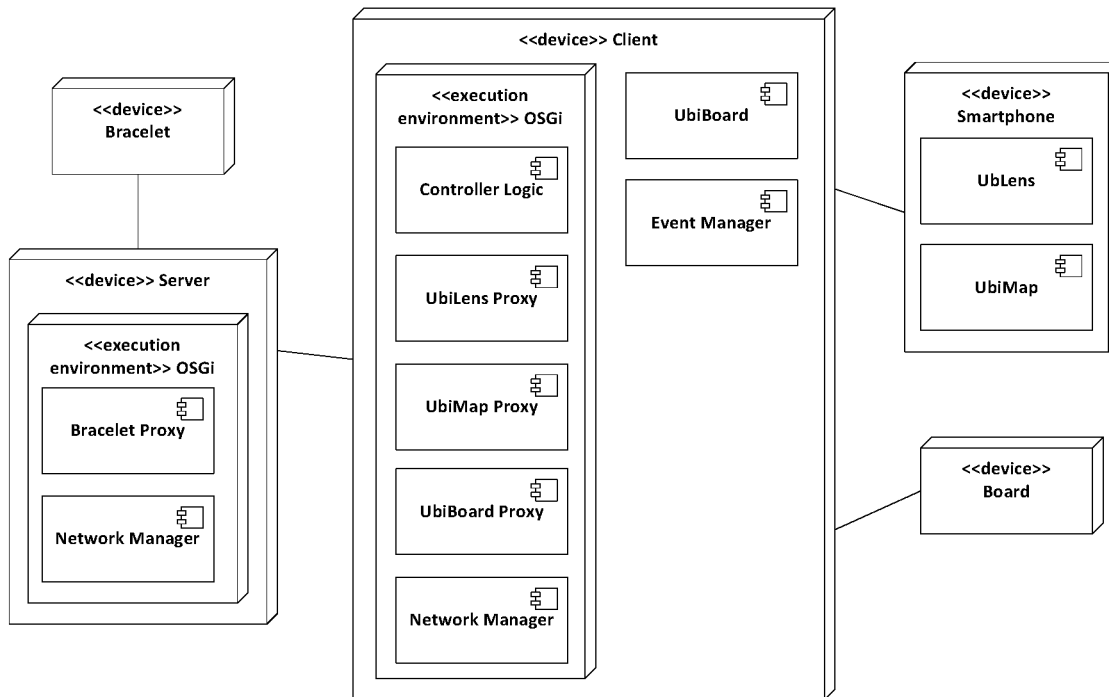 <<device>>
Bracelet
<<device>> Server
<<execution
environment>> OSGi
Bracelet Proxy
Network Manager
<<device>> Client
<<execution
environment>> OSGi
Controller Logic
UbiLens Proxy
UbiMap Proxy
UbiBoard Proxy
Network Manager
UbiBoard
Event Manager
<<device>>
Smartphone
UbLens
UbiMap
<<device>>
Board